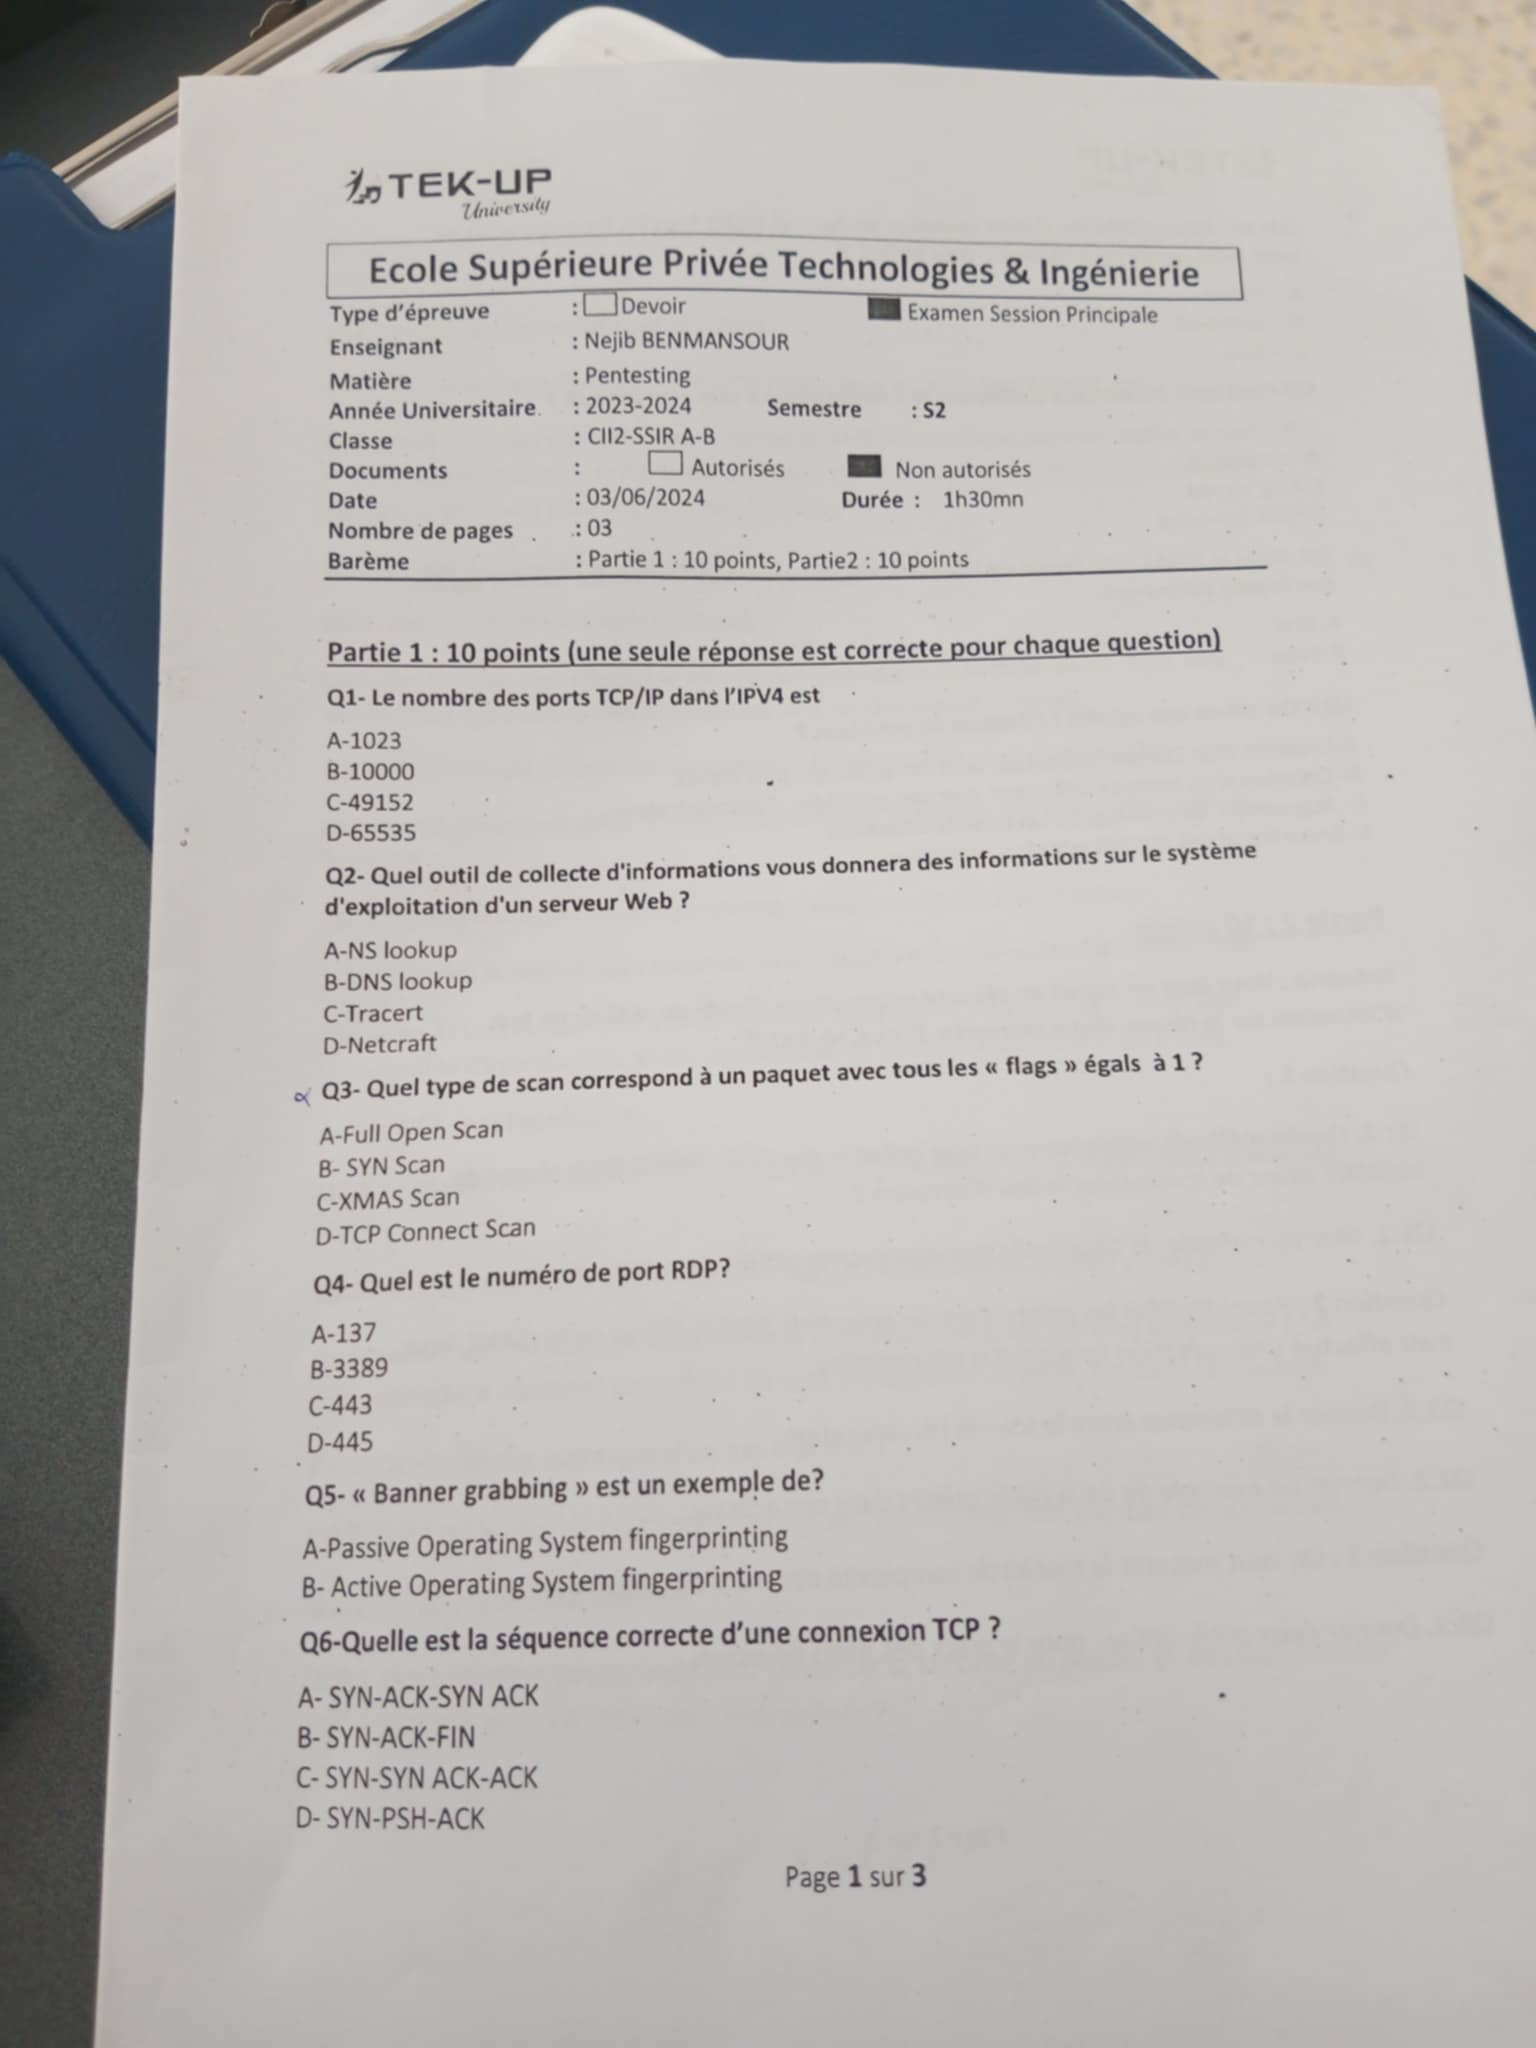 TEK-UP
University
Ecole Supérieure Privée Technologies & Ingénierie
Type d'épreuve : Devoir Examen Session Principale
Enseignant : Nejib BENMANSOUR
Matière : Pentesting
Année Universitaire : 2023-2024 Semestre : S2
Classe : CII2-SSIR A-B
Documents : Autorisés Non autorisés
Date : 03/06/2024 Durée : 1h30mn
Nombre de pages : 03
Barème : Partie 1 : 10 points, Partie2 : 10 points
Partie 1 : 10 points (une seule réponse est correcte pour chaque question)
Q1- Le nombre des ports TCP/IP dans l'IPV4 est
A-1023
B-10000
C-49152
D-65535
Q2- Quel outil de collecte d'informations vous donnera des informations sur le système
d'exploitation d'un serveur Web ?
A-NS lookup
B-DNS lookup
C-Tracert
D-Netcraft
Q3- Quel type de scan correspond à un paquet avec tous les « flags » égals à 1 ?
A-Full Open Scan
B- SYN Scan
C-XMAS Scan
D-TCP Connect Scan
Q4- Quel est le numéro de port RDP?
A-137
B-3389
C-443
D-445
Q5- « Banner grabbing » est un exemple de?
A-Passive Operating System fingerprinting
B- Active Operating System fingerprinting
Q6-Quelle est la séquence correcte d'une connexion TCP ?
A- SYN-ACK-SYN ACK
B- SYN-ACK-FIN
C- SYN-SYN ACK-ACK
D- SYN-PSH-ACK
Page 1 sur 3